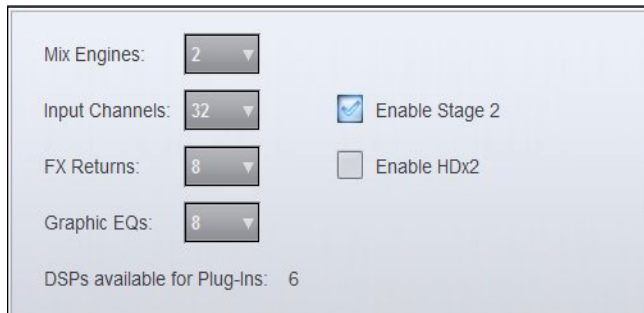 Mix Engines: 2
Input Channels: 32 Enable Stage 2
FX Returns: 8 Enable HDx2
Graphic EQs: 8
DSPs available for Plug-Ins: 6